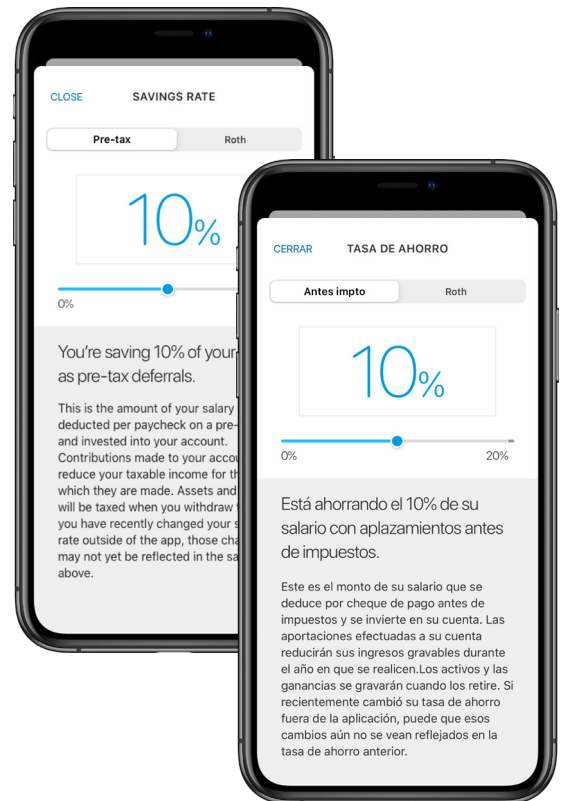 CLOSE SAVINGS RATE
Pre-tax Roth
10%
0%
You're saving 10% of your
as pre-tax deferrals.
This is the amount of your salary
deducted per paycheck on a pre-
and invested into your account.
Contributions made to your accou
reduce your taxable income for th
which they are made. Assets and
will be taxed when you withdraw
you have recently changed your s
rate outside of the app, those cha
may not yet be reflected in the sa
above.
CERRAR TASA DE AHORRO
Antes impto Roth
10%
0% 20%
Está ahorrando el 10% de su
salario con aplazamientos antes
de impuestos.
Este es el monto de su salario que se
deduce por cheque de pago antes de
impuestos y se invierte en su cuenta. Las
aportaciones efectuadas a su cuenta
reducirán sus ingresos gravables durante
el año en que se realicen.Los activos y las
ganancias se gravarán cuando los retire. Si
recientemente cambió su tasa de ahorro
fuera de la aplicación, puede que esos
cambios aún no se vean reflejados en la
tasa de ahorro anterior.